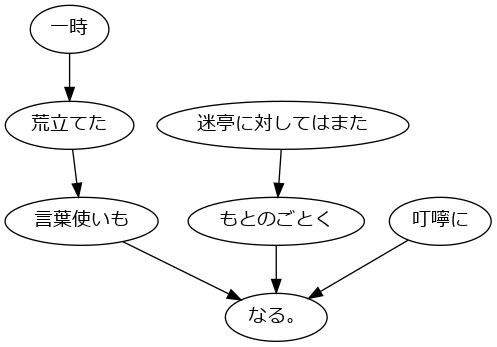 一時
荒立てた
迷亭に対してはまた
言葉使いも
もとのごとく
叮嚀に
なる。